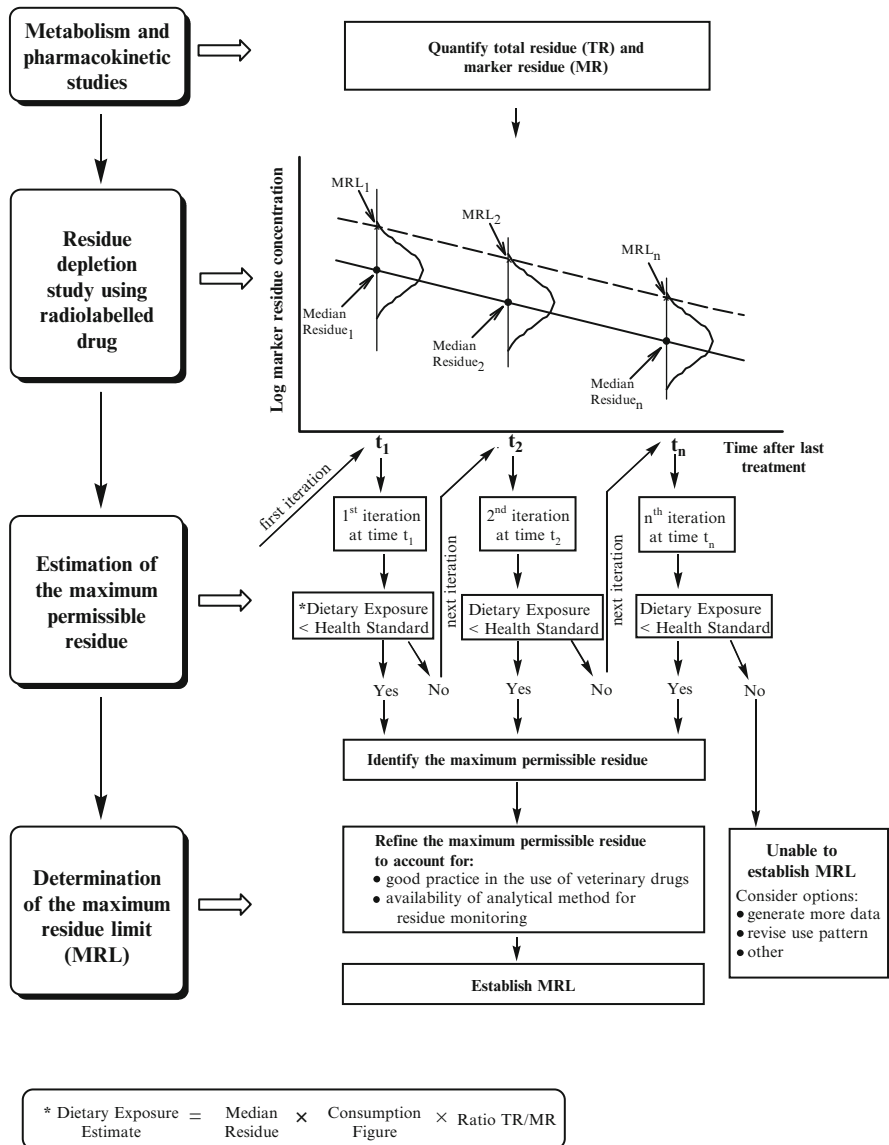 Metabolism and
pharmacokinetic
studies
Quantify total residue (TR) and
marker residue (MR)
Residue
depletion
study using
radiolabelled
drug
Log marker residue concentration
MRL1
MRL2
MRLn
Median
Residue1
Median
Residue2
Median
Residuen
t1
t2
tn
Time after last
treatment
first iteration
next iteration
next iteration
Estimation of
the maximum
permissible
residue
1st iteration
at time t1
2nd iteration
at time t2
nth iteration
at time tn
*Dietary Exposure
< Health Standard
Dietary Exposure
< Health Standard
Dietary Exposure
< Health Standard
Yes
No
Yes
No
Yes
No
Identify the maximum permissible residue
Determination
of the maximum
residue limit
(MRL)
Refine the maximum permissible residue
to account for:
• good practice in the use of veterinary drugs
• availability of analytical method for
residue monitoring
Unable to
establish MRL
Consider options:
• generate more data
• revise use pattern
• other
Establish MRL
* Dietary Exposure Estimate = Median Residue × Consumption Figure × Ratio TR/MR